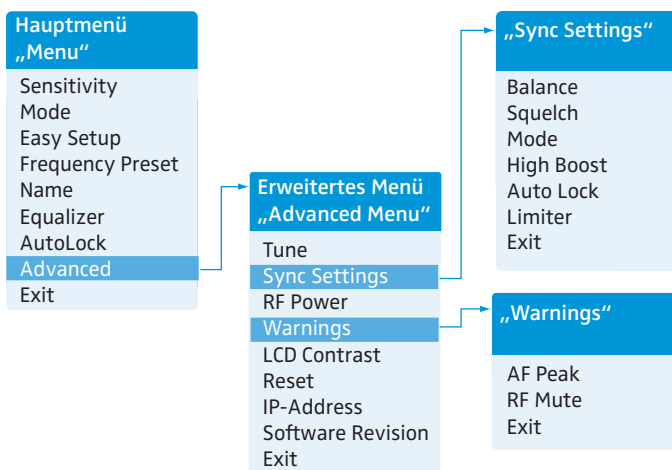 Hauptmenü
„Menu“
Sensitivity
Mode
Easy Setup
Frequency Preset
Name
Equalizer
AutoLock
Advanced
Exit
Erweitertes Menü
„Advanced Menu“
Tune
Sync Settings
RF Power
Warnings
LCD Contrast
Reset
IP-Address
Software Revision
Exit
„Sync Settings“
Balance
Squelch
Mode
High Boost
Auto Lock
Limiter
Exit
„Warnings“
AF Peak
RF Mute
Exit